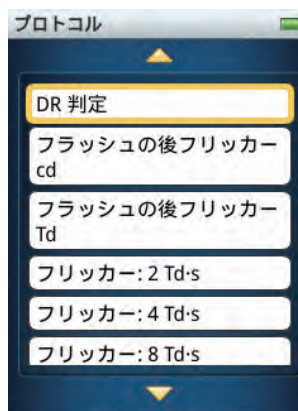 プロトコル
DR 判定
フラッシュの後フリッカー
cd
フラッシュの後フリッカー
Td
フリッカー: 2 Td·s
フリッカー: 4 Td·s
フリッカー: 8 Td·s